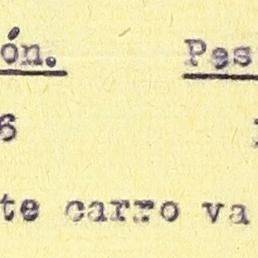 ón. Pes
6
te carro va